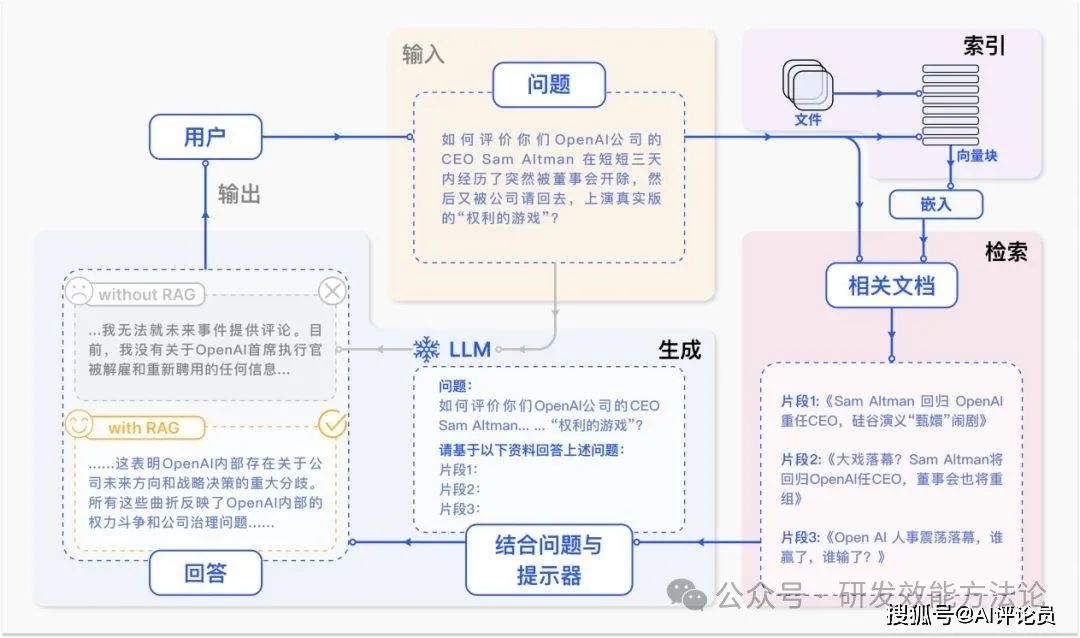 输入
问题
如何评价你们OpenAI公司的
CEO Sam Altman 在短短三天
内经历了突然被董事会开除，然
后又被公司请回去，上演真实版
的“权利的游戏”？
索引
文件
向量块
嵌入
用户
输出
检索
相关文档
片段1:《Sam Altman 回归 OpenAI
重任CEO，硅谷演义“甄嬛”闹剧》
片段2:《大戏落幕？Sam Altman将
回归OpenAI任CEO，董事会也将重
组》
片段3:《Open AI 人事震荡落幕，谁
赢了，谁输了？》
生成
LLM
问题：
如何评价你们OpenAI公司的CEO
Sam Altman... ... “权利的游戏”？
请基于以下资料回答上述问题：
片段1：
片段2：
片段3：
结合问题与
提示器
without RAG
...我无法就未来事件提供评论。目
前，我没有关于OpenAI首席执行官
被解雇和重新聘用的任何信息...
with RAG
......这表明OpenAI内部存在关于公
司未来方向和战略决策的重大分歧。
所有这些曲折反映了OpenAI内部的
权力斗争和公司治理问题......
回答
公众号 · 研发效能方法论
搜狐号@AI评论员